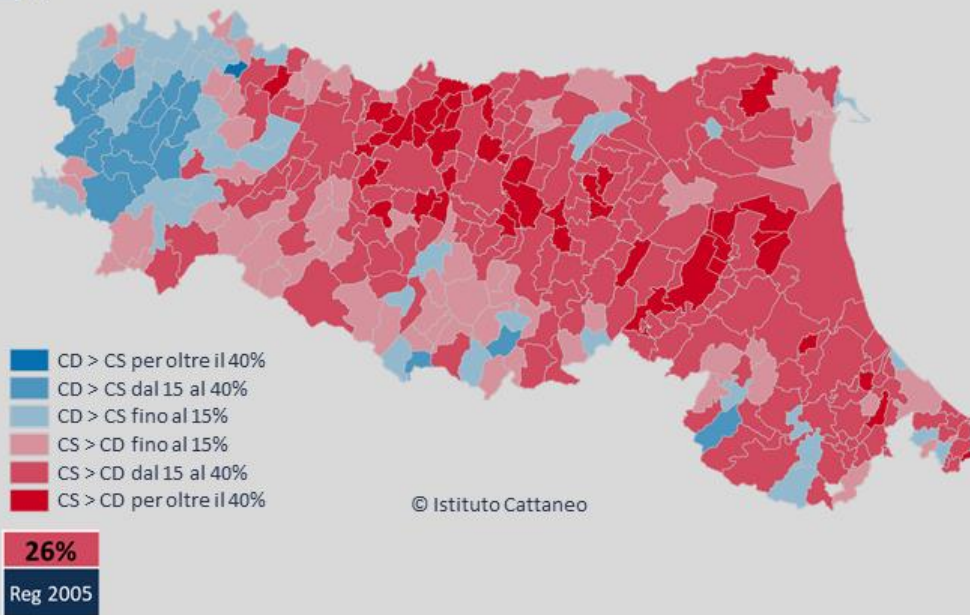 CD > CS per oltre il 40%
CD > CS dal 15 al 40%
CD > CS fino al 15%
CS > CD fino al 15%
CS > CD dal 15 al 40%
CS > CD per oltre il 40%
© Istituto Cattaneo
26%
Reg 2005